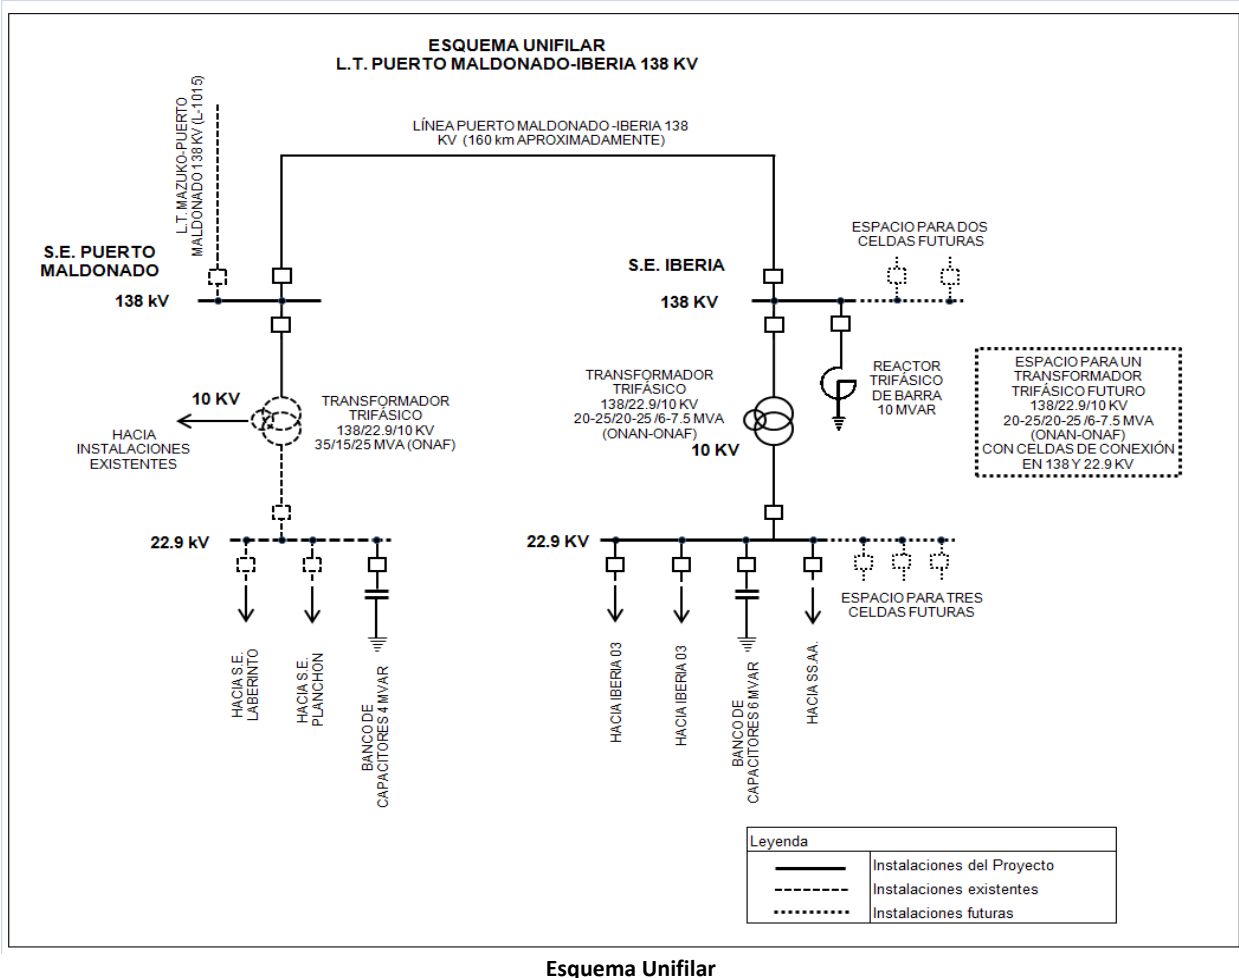 ESQUEMA UNIFILAR
L.T. PUERTO MALDONADO-IBERIA 138 KV
L.T. MAZUKO-PUERTO
MALDONADO 138 KV (L-1015)
LÍNEA PUERTO MALDONADO-IBERIA 138
KV (160 km APROXIMADAMENTE)
S.E. PUERTO
MALDONADO
138 kV
S.E. IBERIA
138 KV
ESPACIO PARA DOS
CELDAS FUTURAS
10 KV
HACIA
INSTALACIONES
EXISTENTES
TRANSFORMADOR
TRIFÁSICO
138/22.9/10 KV
35/15/25 MVA (ONAF)
TRANSFORMADOR
TRIFÁSICO
138/22.9/10 KV
20-25/20-25 /6-7.5 MVA
(ONAN-ONAF)
10 KV
REACTOR
TRIFÁSICO
DE BARRA
10 MVAR
ESPACIO PARA UN
TRANSFORMADOR
TRIFÁSICO FUTURO
138/22.9/10 KV
20-25/20-25 /6-7.5 MVA
(ONAN-ONAF)
CON CELDAS DE CONEXIÓN
EN 138 Y 22.9 KV
22.9 kV
HACIA S.E.
LABERINTO
HACIA S.E.
PLANCHON
BANCO DE
CAPACITORES 4 MVAR
22.9 KV
HACIA IBERIA 03
HACIA IBERIA 03
BANCO DE
CAPACITORES 6 MVAR
HACIA SS.AA.
ESPACIO PARA TRES
CELDAS FUTURAS
Leyenda
Instalaciones del Proyecto
Instalaciones existentes
Instalaciones futuras
Esquema Unifilar